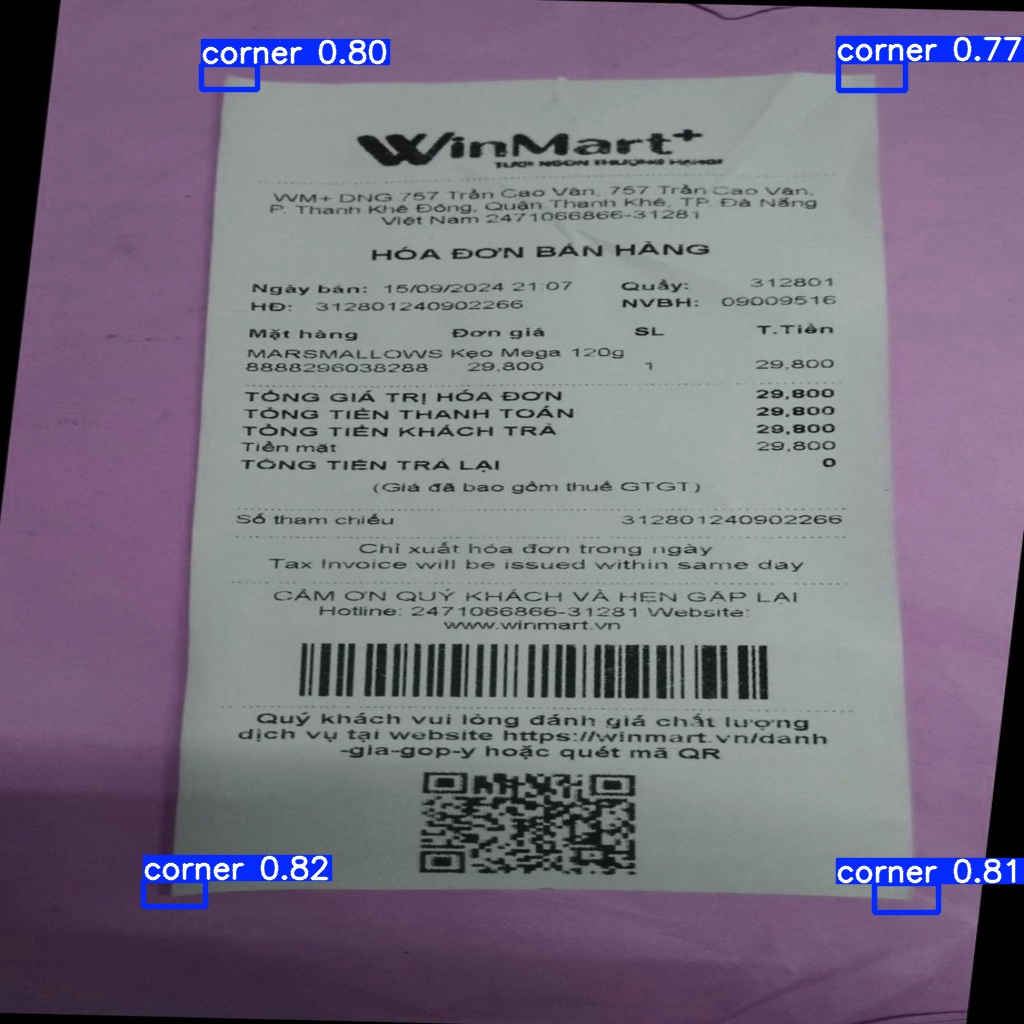 corner 0.80
corner 0.77
WinMart+
TƯƠI NGON THƯỢNG HẠNG!
WM+ DNG 757 Trần Cao Vân, 757 Trần Cao Vân,
P. Thanh Khê Đông, Quận Thanh Khê, TP. Đà Nẵng
Việt Nam 2471066866-31281
HÓA ĐƠN BÁN HÀNG
Ngày bán: 15/09/2024 21:07 Quầy: 312801
HĐ: 312801240902266 NVBH: 09009516
Mặt hàng Đơn giá SL T.Tiền
MARSMALLOWS Kẹo Mega 120g
8888296038288 29,800 1 29,800
TỔNG GIÁ TRỊ HÓA ĐƠN 29,800
TỔNG TIỀN THANH TOÁN 29,800
TỔNG TIỀN KHÁCH TRẢ 29,800
Tiền mặt 29,800
TỔNG TIỀN TRẢ LẠI 0
(Giá đã bao gồm thuế GTGT)
Số tham chiếu 312801240902266
Chỉ xuất hóa đơn trong ngày
Tax Invoice will be issued within same day
CẢM ƠN QUÝ KHÁCH VÀ HẸN GẶP LẠI
Hotline: 2471066866-31281 Website:
www.winmart.vn
Quý khách vui lòng đánh giá chất lượng
dịch vụ tại website https://winmart.vn/danh
-gia-gop-y hoặc quét mã QR
corner 0.82
corner 0.81